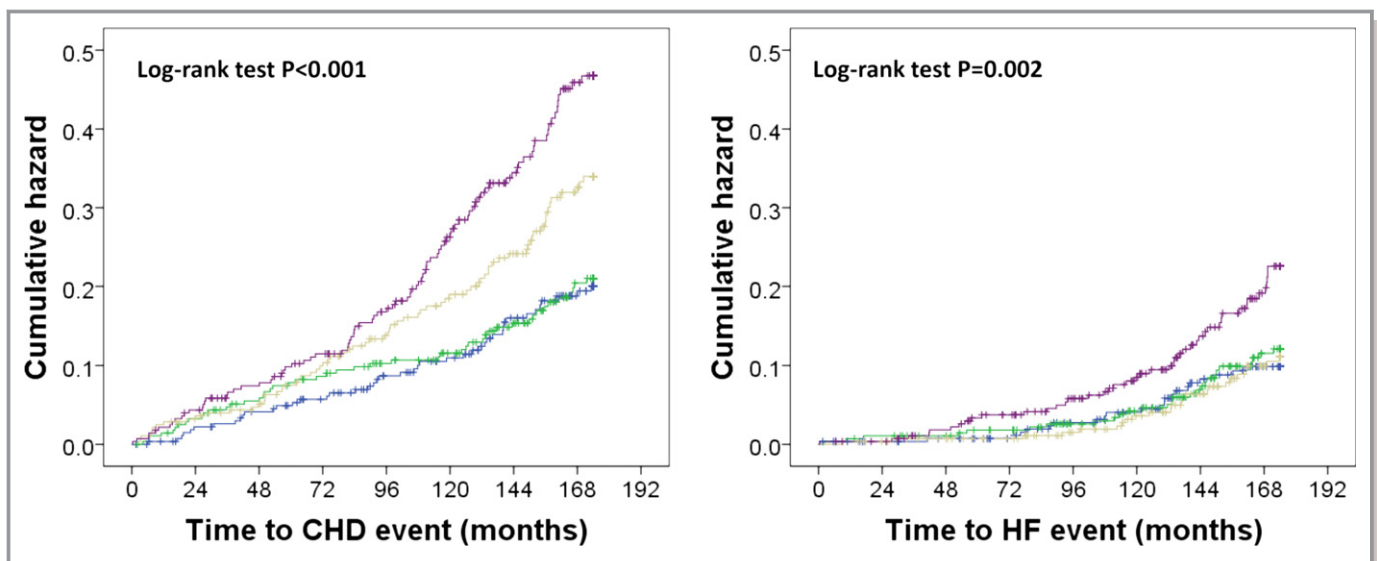 Log-rank test P<0.001
Cumulative hazard
0.5
0.4
0.3
0.2
0.1
0.0
0 24 48 72 96 120 144 168 192
Time to CHD event (months)
Log-rank test P=0.002
Cumulative hazard
0.5
0.4
0.3
0.2
0.1
0.0
0 24 48 72 96 120 144 168 192
Time to HF event (months)